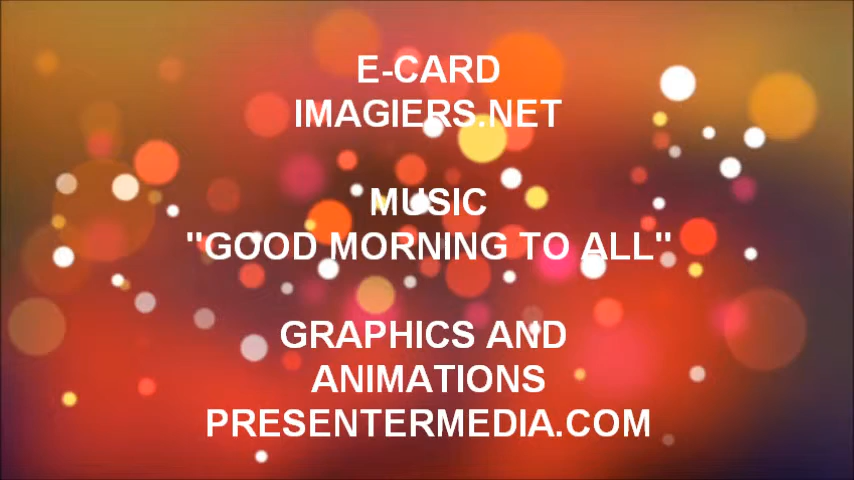 E-CARD
IMAGIERS.NET
MUSIC
"GOOD MORNING TO ALL"
GRAPHICS AND
ANIMATIONS
PRESENTERMEDIA.COM